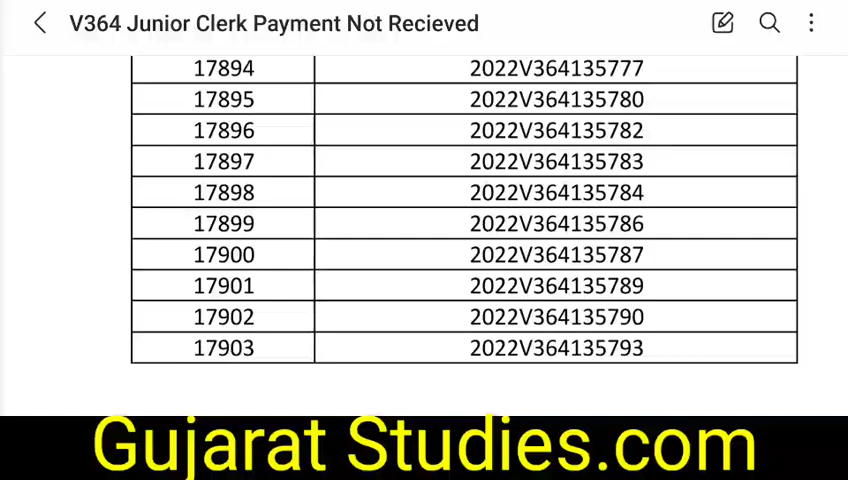 V364 Junior Clerk Payment Not Recieved
17894 2022V364135777
17895 2022V364135780
17896 2022V364135782
17897 2022V364135783
17898 2022V364135784
17899 2022V364135786
17900 2022V364135787
17901 2022V364135789
17902 2022V364135790
17903 2022V364135793
Gujarat Studies.com